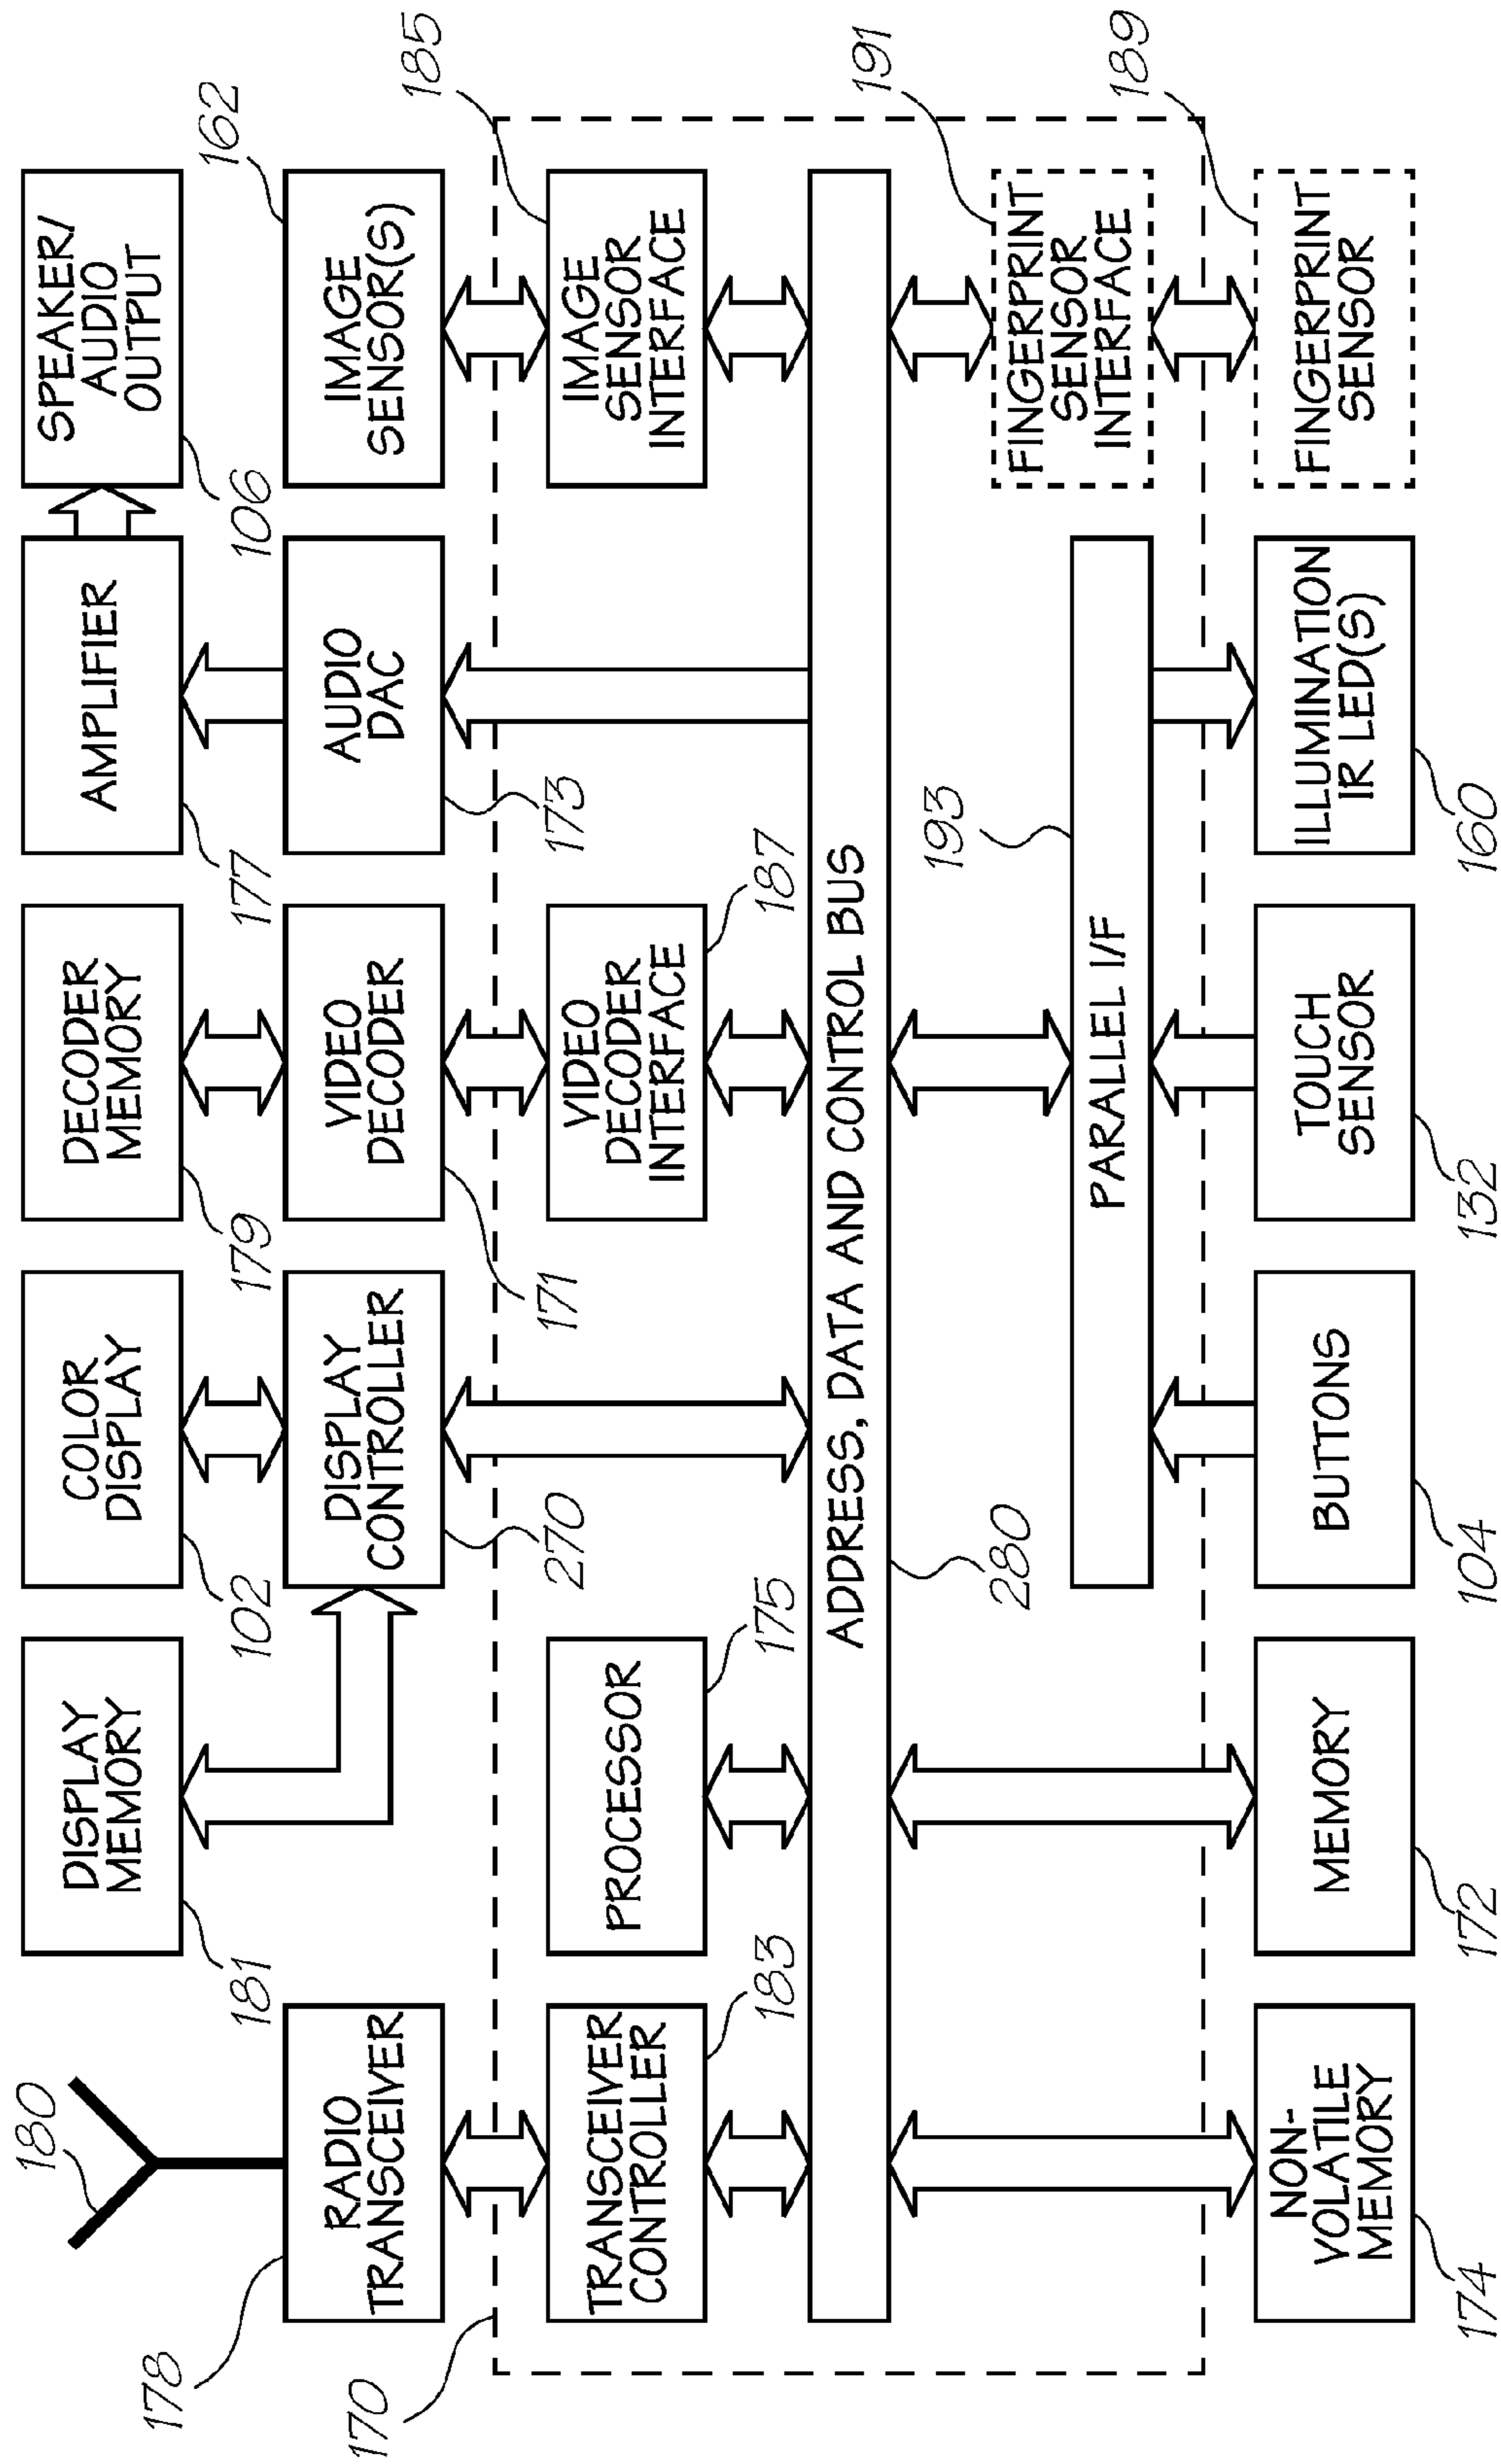 180
DISPLAY
MEMORY
COLOR
DISPLAY
DECODER
MEMORY
AMPLIFIER
SPEAKER/
AUDIO
OUTPUT
178
181
102
179
177
106
162
RADIO
TRANSCEIVER
DISPLAY
CONTROLLER
VIDEO
DECODER
AUDIO
DAC
IMAGE
SENSOR(S)
170
270
171
173
185
TRANSCEIVER
CONTROLLER
PROCESSOR
VIDEO
DECODER
INTERFACE
IMAGE
SENSOR
INTERFACE
183
175
187
ADDRESS, DATA AND CONTROL BUS
191
280
193
PARALLEL I/F
FINGERPRINT
SENSOR
INTERFACE
189
NON-
VOLATILE
MEMORY
MEMORY
BUTTONS
TOUCH
SENSOR
ILLUMINATION
IR LED(S)
FINGERPRINT
SENSOR
174
172
104
132
160